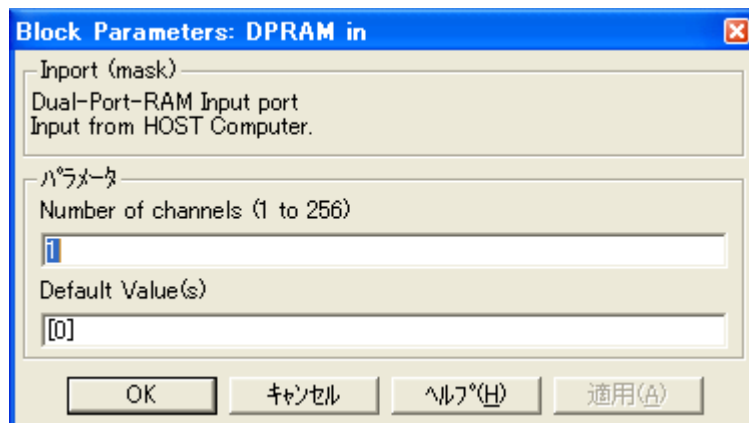 Block Parameters: DPRAM in
Inport (mask)
Dual-Port-RAM Input port
Input from HOST Computer.
パラメータ
Number of channels (1 to 256)
1
Default Value(s)
[0]
OK キャンセル ヘルプ(H) 適用(A)